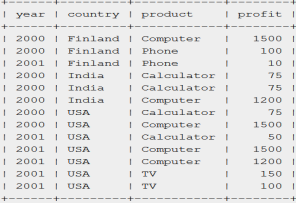 +------+---------+------------+--------+
| year | country | product    | profit |
+------+---------+------------+--------+
| 2000 | Finland | Computer   |   1500 |
| 2000 | Finland | Phone      |    100 |
| 2001 | Finland | Phone      |     10 |
| 2000 | India   | Calculator |     75 |
| 2000 | India   | Calculator |     75 |
| 2000 | India   | Computer   |   1200 |
| 2000 | USA     | Calculator |     75 |
| 2000 | USA     | Computer   |   1500 |
| 2001 | USA     | Calculator |     50 |
| 2001 | USA     | Computer   |   1500 |
| 2001 | USA     | Computer   |   1200 |
| 2001 | USA     | TV         |    150 |
| 2001 | USA     | TV         |    100 |
+------+---------+------------+--------+